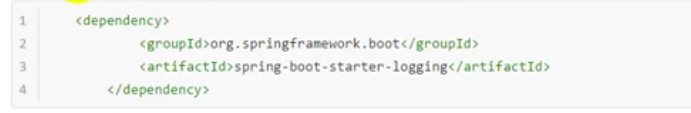 1 <dependency>
2 <groupId>org.springframework.boot</groupId>
3 <artifactId>spring-boot-starter-logging</artifactId>
4 </dependency>